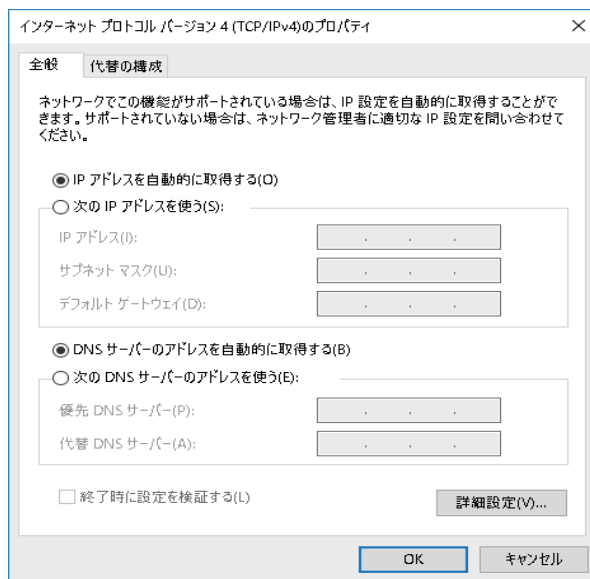 インターネット プロトコル バージョン 4 (TCP/IPv4)のプロパティ
全般
代替の構成
ネットワークでこの機能がサポートされている場合は、IP 設定を自動的に取得することがで
きます。サポートされていない場合は、ネットワーク管理者に適切な IP 設定を問い合わせて
ください。
IP アドレスを自動的に取得する(O)
次の IP アドレスを使う(S):
IP アドレス(I):
サブネット マスク(U):
デフォルト ゲートウェイ(D):
DNS サーバーのアドレスを自動的に取得する(B)
次の DNS サーバーのアドレスを使う(E):
優先 DNS サーバー(P):
代替 DNS サーバー(A):
終了時に設定を検証する(L)
詳細設定(V)...
OK
キャンセル